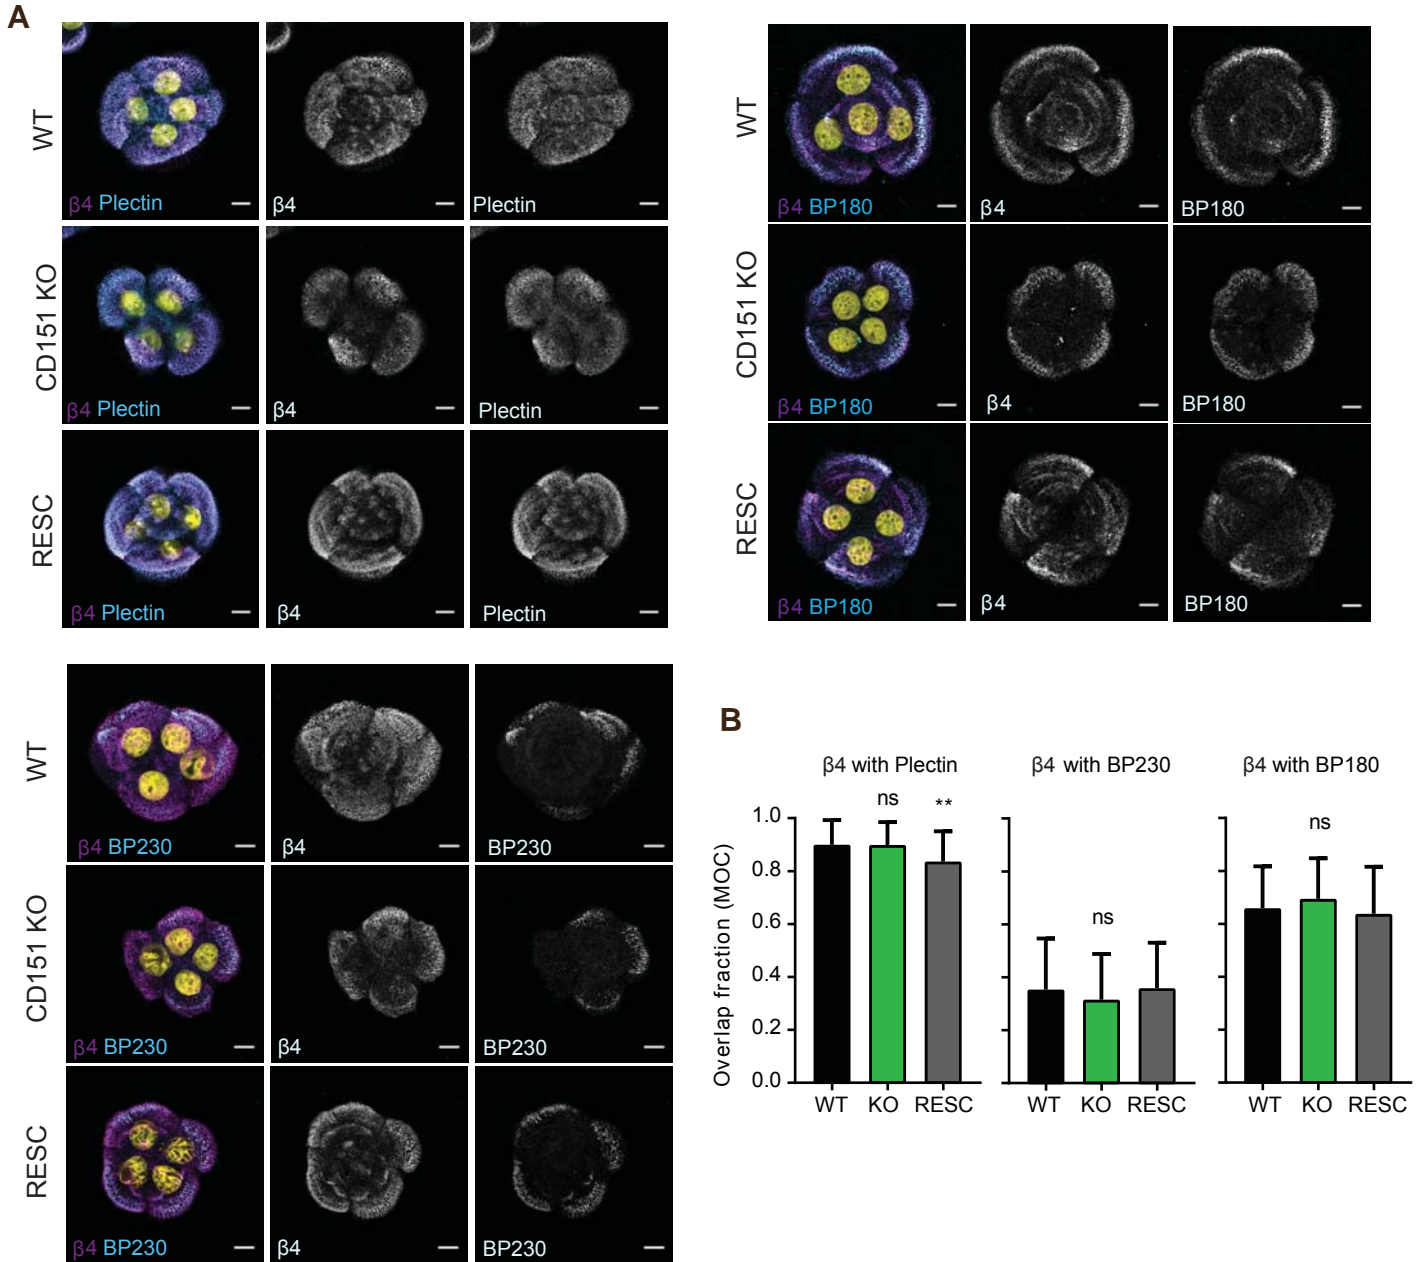 A
WT
β4 Plectin
β4
Plectin
CD151 KO
β4 Plectin
β4
Plectin
RESC
β4 Plectin
β4
Plectin
WT
β4 BP180
β4
BP180
CD151 KO
β4 BP180
β4
BP180
RESC
β4 BP180
β4
BP180
WT
β4 BP230
β4
BP230
CD151 KO
β4 BP230
β4
BP230
RESC
β4 BP230
β4
BP230
B
β4 with Plectin
β4 with BP230
β4 with BP180
Overlap fraction (MOC)
1.0
0.8
0.6
0.4
0.2
0.0
ns
**
ns
ns
WT KO RESC
WT KO RESC
WT KO RESC